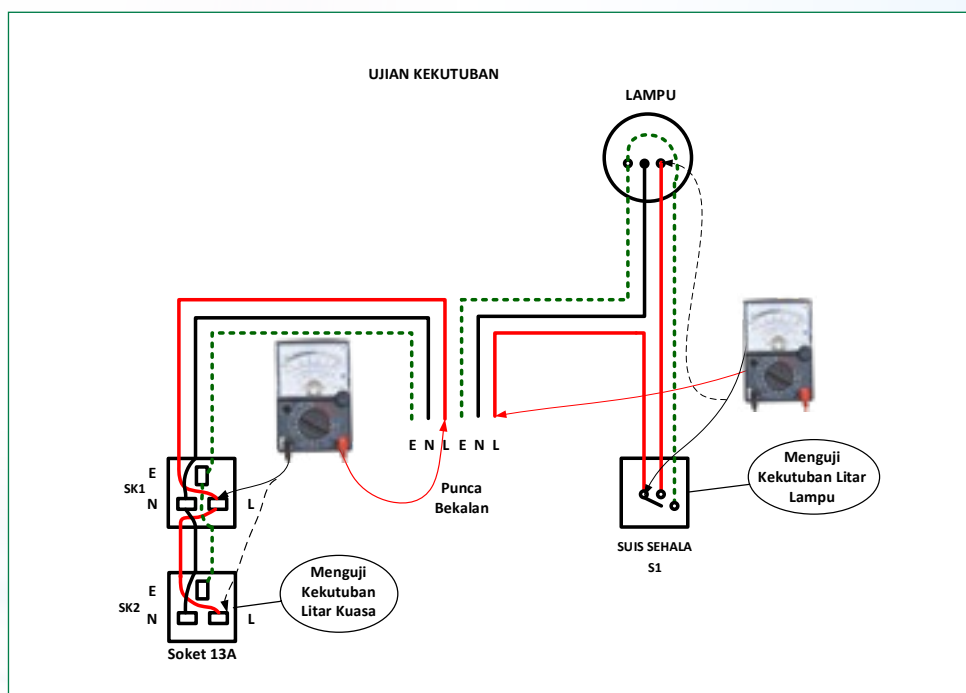 UJIAN KEKUTUBAN
LAMPU
E N L E N L
Punca
Bekalan
Menguji
Kekutuban Litar
Lampu
E
SK1
N
L
SUIS SEHALA
S1
Menguji
Kekutuban
Litar Kuasa
E
SK2
N
L
Soket 13A